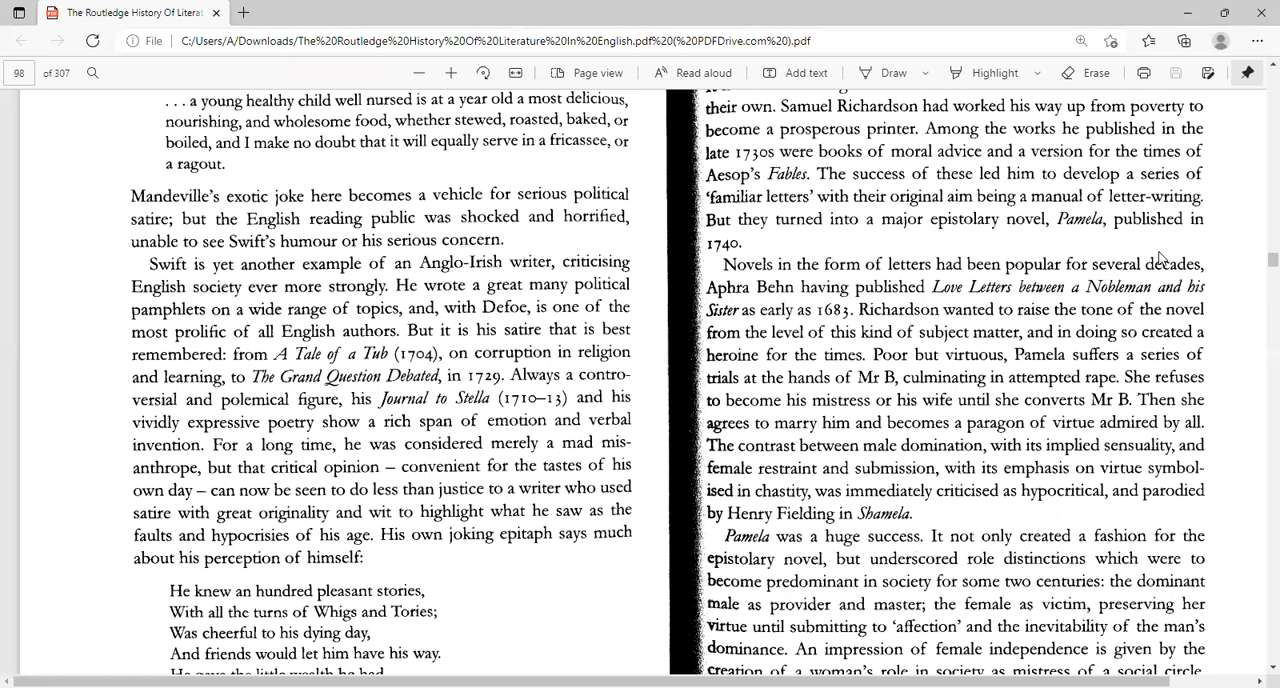 The Routledge History Of Litera
File
C:/Users/A/Downloads/The%20Routledge%20History%20Of%20Literature%20In%20English.pdf%20(%20PDFDrive.com%20).pdf
98 of 307
Page view
Read aloud
Add text
Draw
Highlight
Erase
. . . a young healthy child well nursed is at a year old a most delicious,
nourishing, and wholesome food, whether stewed, roasted, baked, or
boiled, and I make no doubt that it will equally serve in a fricassee, or
a ragout.
Mandeville's exotic joke here becomes a vehicle for serious political
satire; but the English reading public was shocked and horrified,
unable to see Swift's humour or his serious concern.
Swift is yet another example of an Anglo-Irish writer, criticising
English society ever more strongly. He wrote a great many political
pamphlets on a wide range of topics, and, with Defoe, is one of the
most prolific of all English authors. But it is his satire that is best
remembered: from A Tale of a Tub (1704), on corruption in religion
and learning, to The Grand Question Debated, in 1729. Always a contro-
versial and polemical figure, his Journal to Stella (1710–13) and his
vividly expressive poetry show a rich span of emotion and verbal
invention. For a long time, he was considered merely a mad mis-
anthrope, but that critical opinion – convenient for the tastes of his
own day – can now be seen to do less than justice to a writer who used
satire with great originality and wit to highlight what he saw as the
faults and hypocrisies of his age. His own joking epitaph says much
about his perception of himself:
He knew an hundred pleasant stories,
With all the turns of Whigs and Tories;
Was cheerful to his dying day,
And friends would let him have his way.
He gave the little wealth he had
their own. Samuel Richardson had worked his way up from poverty to
become a prosperous printer. Among the works he published in the
late 1730s were books of moral advice and a version for the times of
Aesop's Fables. The success of these led him to develop a series of
'familiar letters' with their original aim being a manual of letter-writing.
But they turned into a major epistolary novel, Pamela, published in
1740.
Novels in the form of letters had been popular for several decades,
Aphra Behn having published Love Letters between a Nobleman and his
Sister as early as 1683. Richardson wanted to raise the tone of the novel
from the level of this kind of subject matter, and in doing so created a
heroine for the times. Poor but virtuous, Pamela suffers a series of
trials at the hands of Mr B, culminating in attempted rape. She refuses
to become his mistress or his wife until she converts Mr B. Then she
agrees to marry him and becomes a paragon of virtue admired by all.
The contrast between male domination, with its implied sensuality, and
female restraint and submission, with its emphasis on virtue symbol-
ised in chastity, was immediately criticised as hypocritical, and parodied
by Henry Fielding in Shamela.
Pamela was a huge success. It not only created a fashion for the
epistolary novel, but underscored role distinctions which were to
become predominant in society for some two centuries: the dominant
male as provider and master; the female as victim, preserving her
virtue until submitting to 'affection' and the inevitability of the man's
dominance. An impression of female independence is given by the
creation of a woman's role in society as mistress of a social circle,